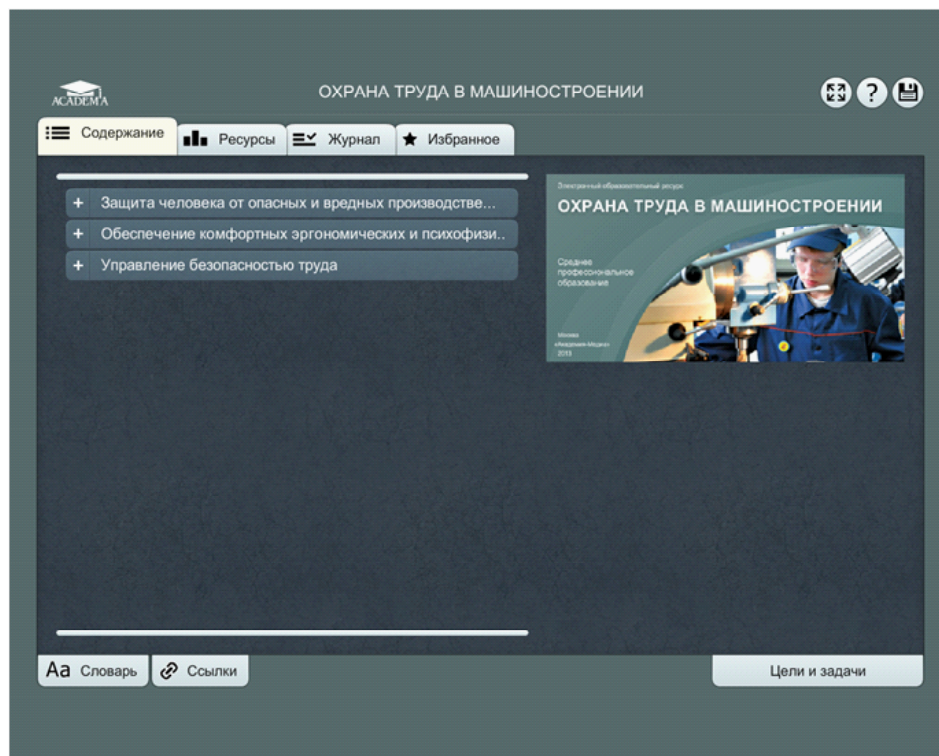 ACADEMA
ОХРАНА ТРУДА В МАШИНОСТРОЕНИИ
?
Содержание
Ресурсы
Журнал
Избранное
+ Защита человека от опасных и вредных производстве...
+ Обеспечение комфортных эргономических и психофизи..
+ Управление безопасностью труда
Электронный образовательный ресурс
ОХРАНА ТРУДА В МАШИНОСТРОЕНИИ
Среднее
профессиональное
образование
Москва
«Академия-Медиа»
2013
Aa Словарь
Ссылки
Цели и задачи